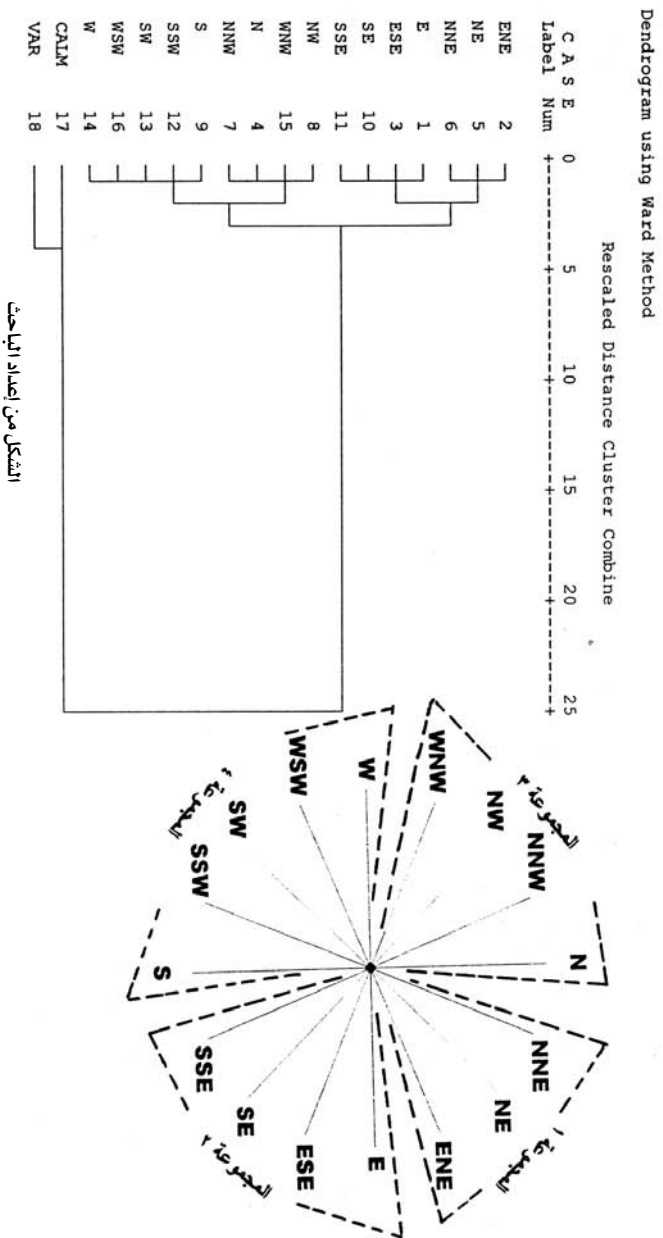 Dendrogram using Ward Method
Rescaled Distance Cluster Combine
C A S E 0 5 10 15 20 25
Label Num +---------+---------+---------+---------+---------+
ENE 2
NE 5
NNE 6
E 1
ESE 3
SE 10
SSE 11
NW 8
WNW 15
N 4
NNW 7
S 9
SSW 12
SW 13
WSW 16
W 14
CALM 17
VAR 18
الشكل من إعداد الباحث
N
NNE
NE
ENE
E
ESE
SE
SSE
S
SSW
SW
WSW
W
WNW
NW
NNW
المجموعة ١
المجموعة ٢
المجموعة ٣
المجموعة ٤